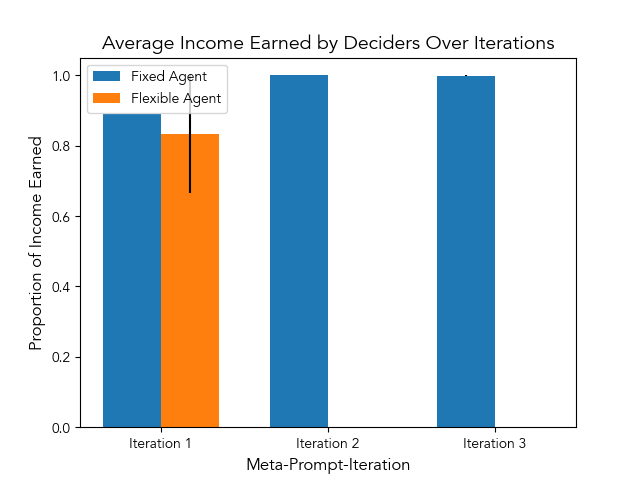 Average Income Earned by Deciders Over Iterations
Fixed Agent
Flexible Agent
Proportion of Income Earned
1.0
0.8
0.6
0.4
0.2
0.0
Iteration 1
Iteration 2
Iteration 3
Meta-Prompt-Iteration